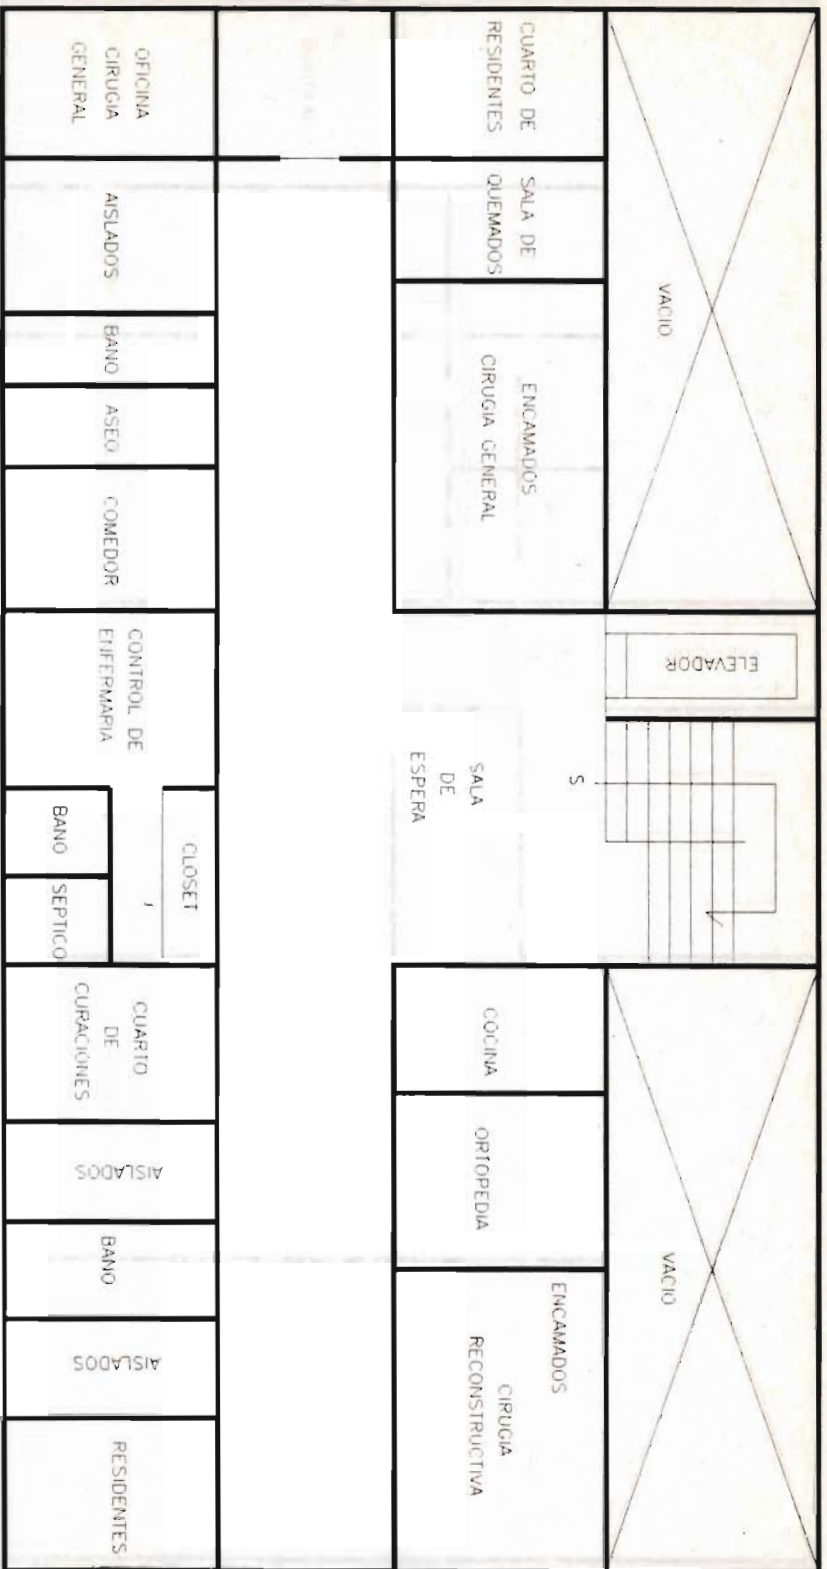 VACIO
ELEVADOR
S
VACIO
CUARTO DE
RESIDENTES
SALA DE
QUEMADOS
ENCAMADOS
CIRUGIA GENERAL
SALA
DE
ESPERA
COCINA
ORTOPEDIA
ENCAMADOS
CIRUGIA
RECONSTRUCTIVA
OFICINA
CIRUGIA
GENERAL
AISLADOS
BANO
ASEO
COMEDOR
CONTROL DE
ENFERMARIA
CLOSET
BANO
SEPTICO
CUARTO
DE
CURACIONES
AISLADOS
BANO
AISLADOS
RESIDENTES